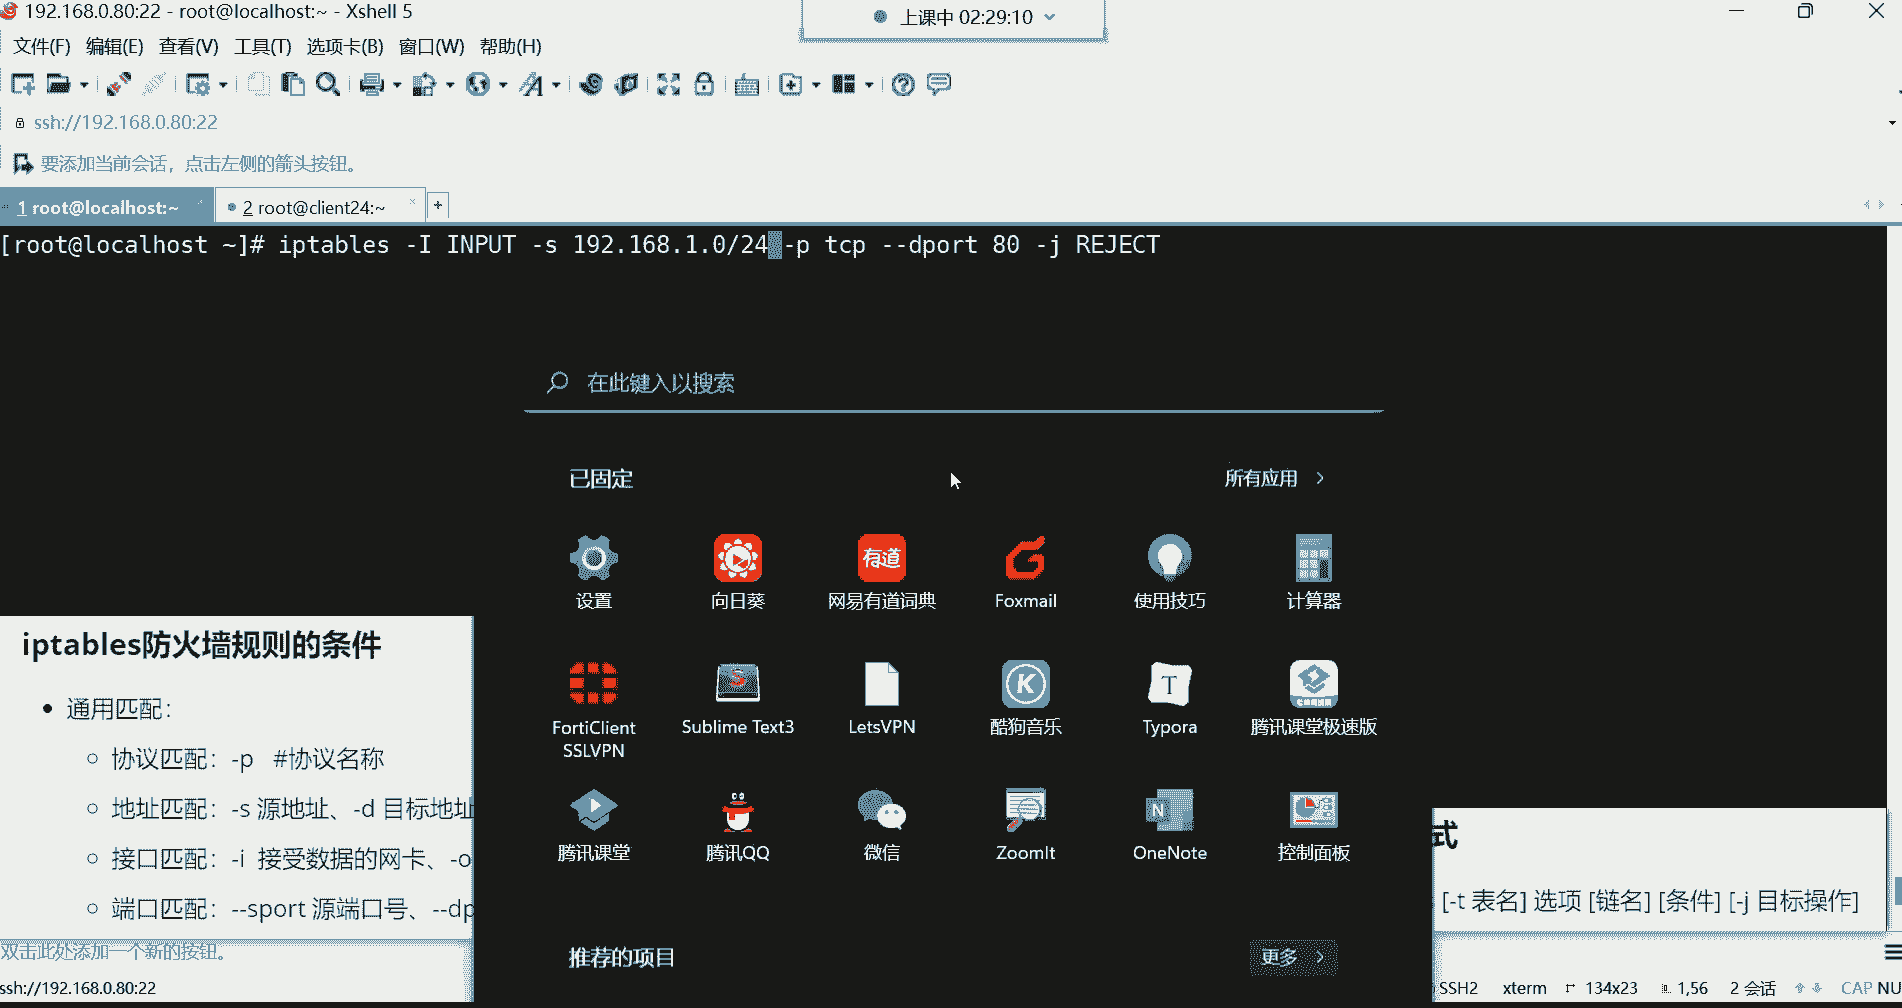 192.168.0.80:22 - root@localhost:~ - Xshell 5
上课中 02:29:10
文件(F) 编辑(E) 查看(V) 工具(T) 选项卡(B) 窗口(W) 帮助(H)
ssh://192.168.0.80:22
要添加当前会话，点击左侧的箭头按钮。
1 root@localhost:~
2 root@client24:~
[root@localhost ~]# iptables -I INPUT -s 192.168.1.0/24 -p tcp --dport 80 -j REJECT
在此键入以搜索
已固定
所有应用
设置
向日葵
有道
网易有道词典
Foxmail
使用技巧
计算器
FortiClient
SSLVPN
Sublime Text3
LetsVPN
酷狗音乐
Typora
腾讯课堂极速版
腾讯课堂
腾讯QQ
微信
ZoomIt
OneNote
控制面板
推荐的项目
更多
iptables防火墙规则的条件
通用匹配：
协议匹配：-p #协议名称
地址匹配：-s 源地址、-d 目标地址
接口匹配：-i 接受数据的网卡、-o
端口匹配：--sport 源端口号、--dp
双击此处添加一个新的按钮。
式
[-t 表名] 选项 [链名] [条件] [-j 目标操作]
ssh://192.168.0.80:22
SSH2 xterm 134x23 1,56 2 会话 CAP NU